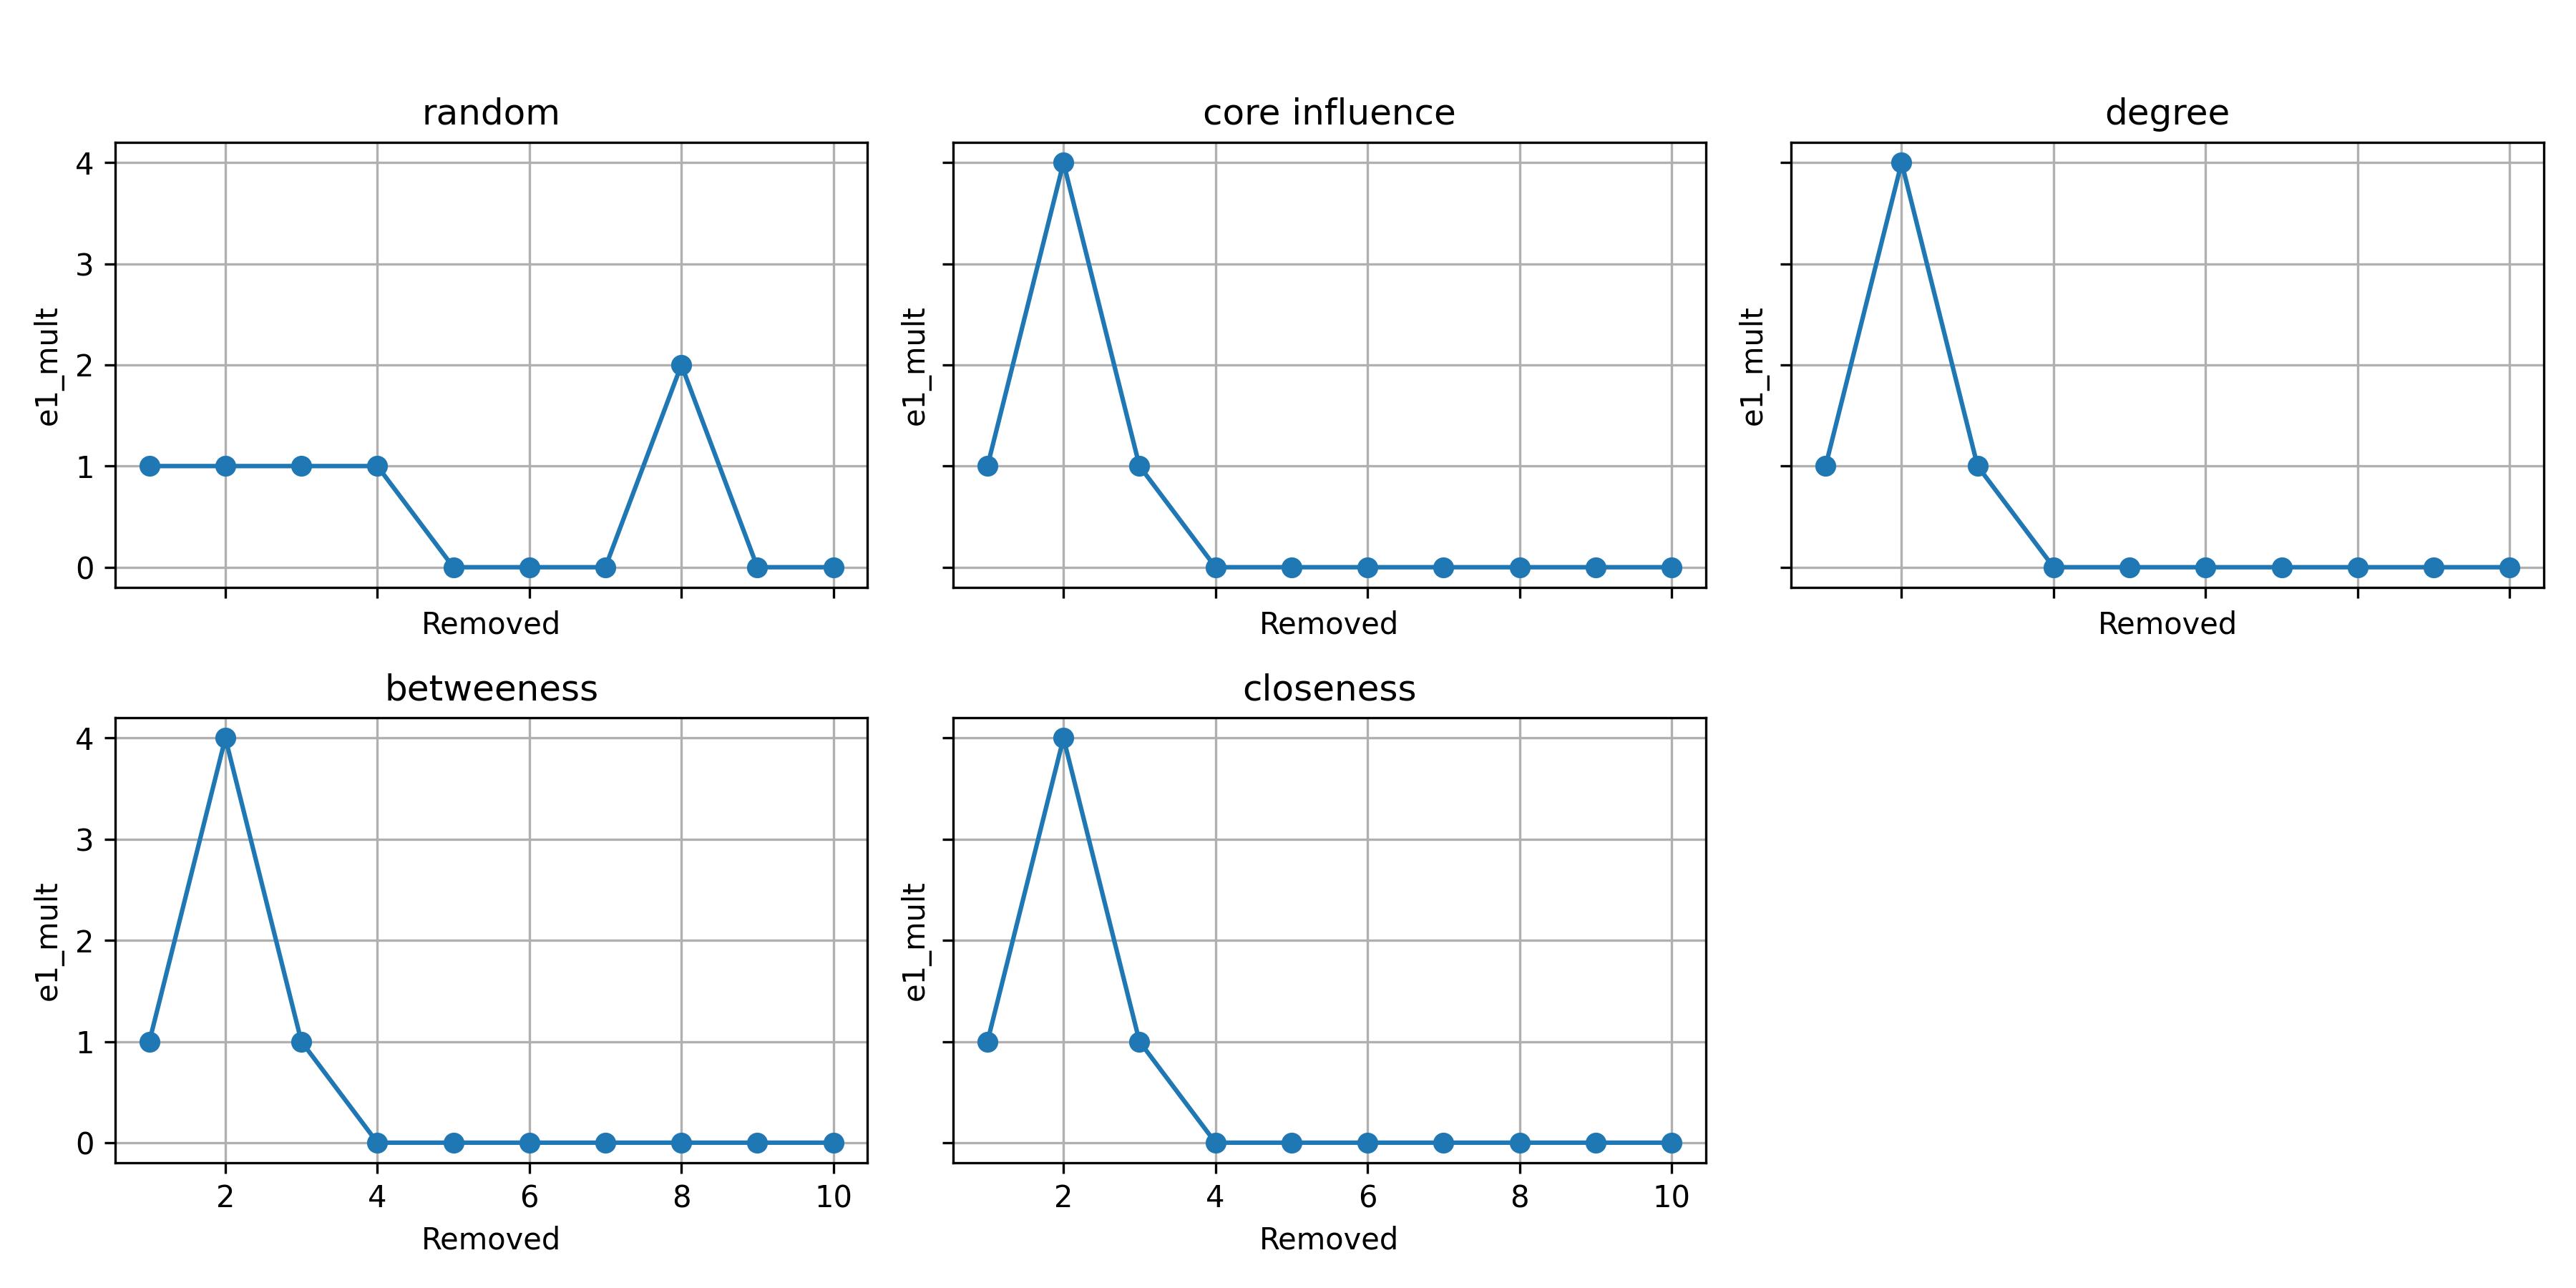 random
core influence
degree
4
3
2
1
0
e1_mult
e1_mult
e1_mult
Removed
Removed
Removed
betweeness
closeness
4
3
2
1
0
e1_mult
e1_mult
2 4 6 8 10
2 4 6 8 10
Removed
Removed